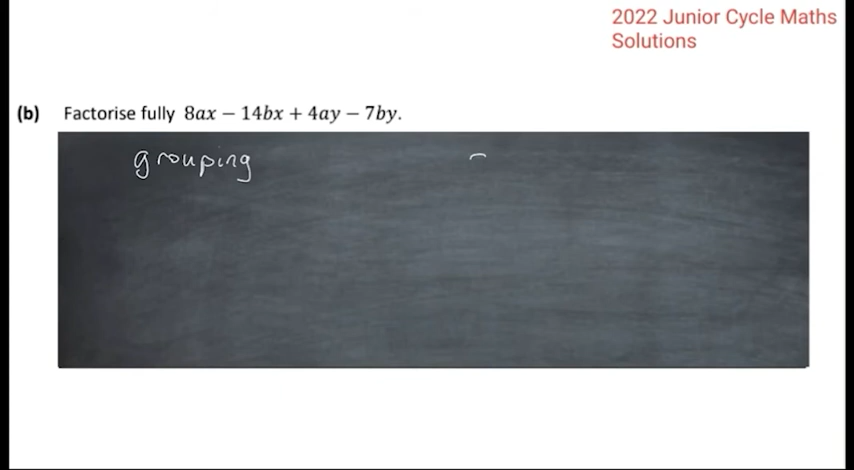 2022 Junior Cycle Maths
Solutions
(b) Factorise fully 8ax − 14bx + 4ay − 7by.
grouping